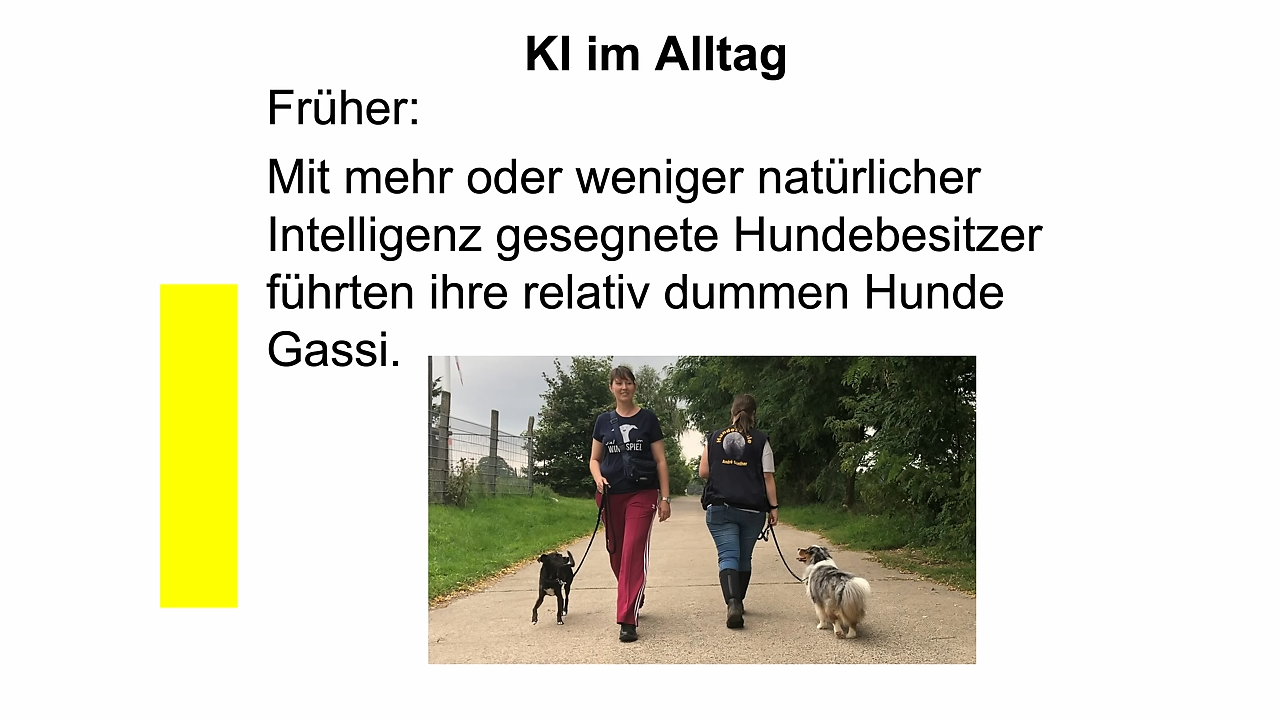 KI im Alltag
Früher:
Mit mehr oder weniger natürlicher
Intelligenz gesegnete Hundebesitzer
führten ihre relativ dummen Hunde
Gassi.